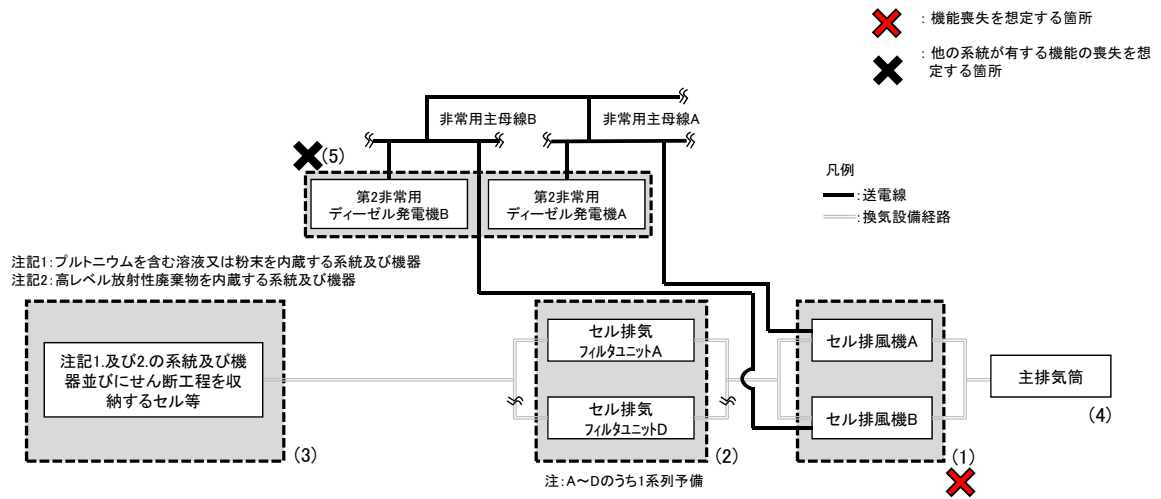 ：機能喪失を想定する箇所
：他の系統が有する機能の喪失を想
定する箇所
非常用主母線B
非常用主母線A
(5)
第2非常用
ディーゼル発電機B
第2非常用
ディーゼル発電機A
凡例
：送電線
：換気設備経路
注記1：プルトニウムを含む溶液又は粉末を内蔵する系統及び機器
注記2：高レベル放射性廃棄物を内蔵する系統及び機器
注記1.及び2.の系統及び機
器並びにせん断工程を収
納するセル等
(3)
セル排気
フィルタユニットA
セル排気
フィルタユニットD
(2)
注：A～Dのうち1系列予備
セル排風機A
セル排風機B
(1)
主排気筒
(4)